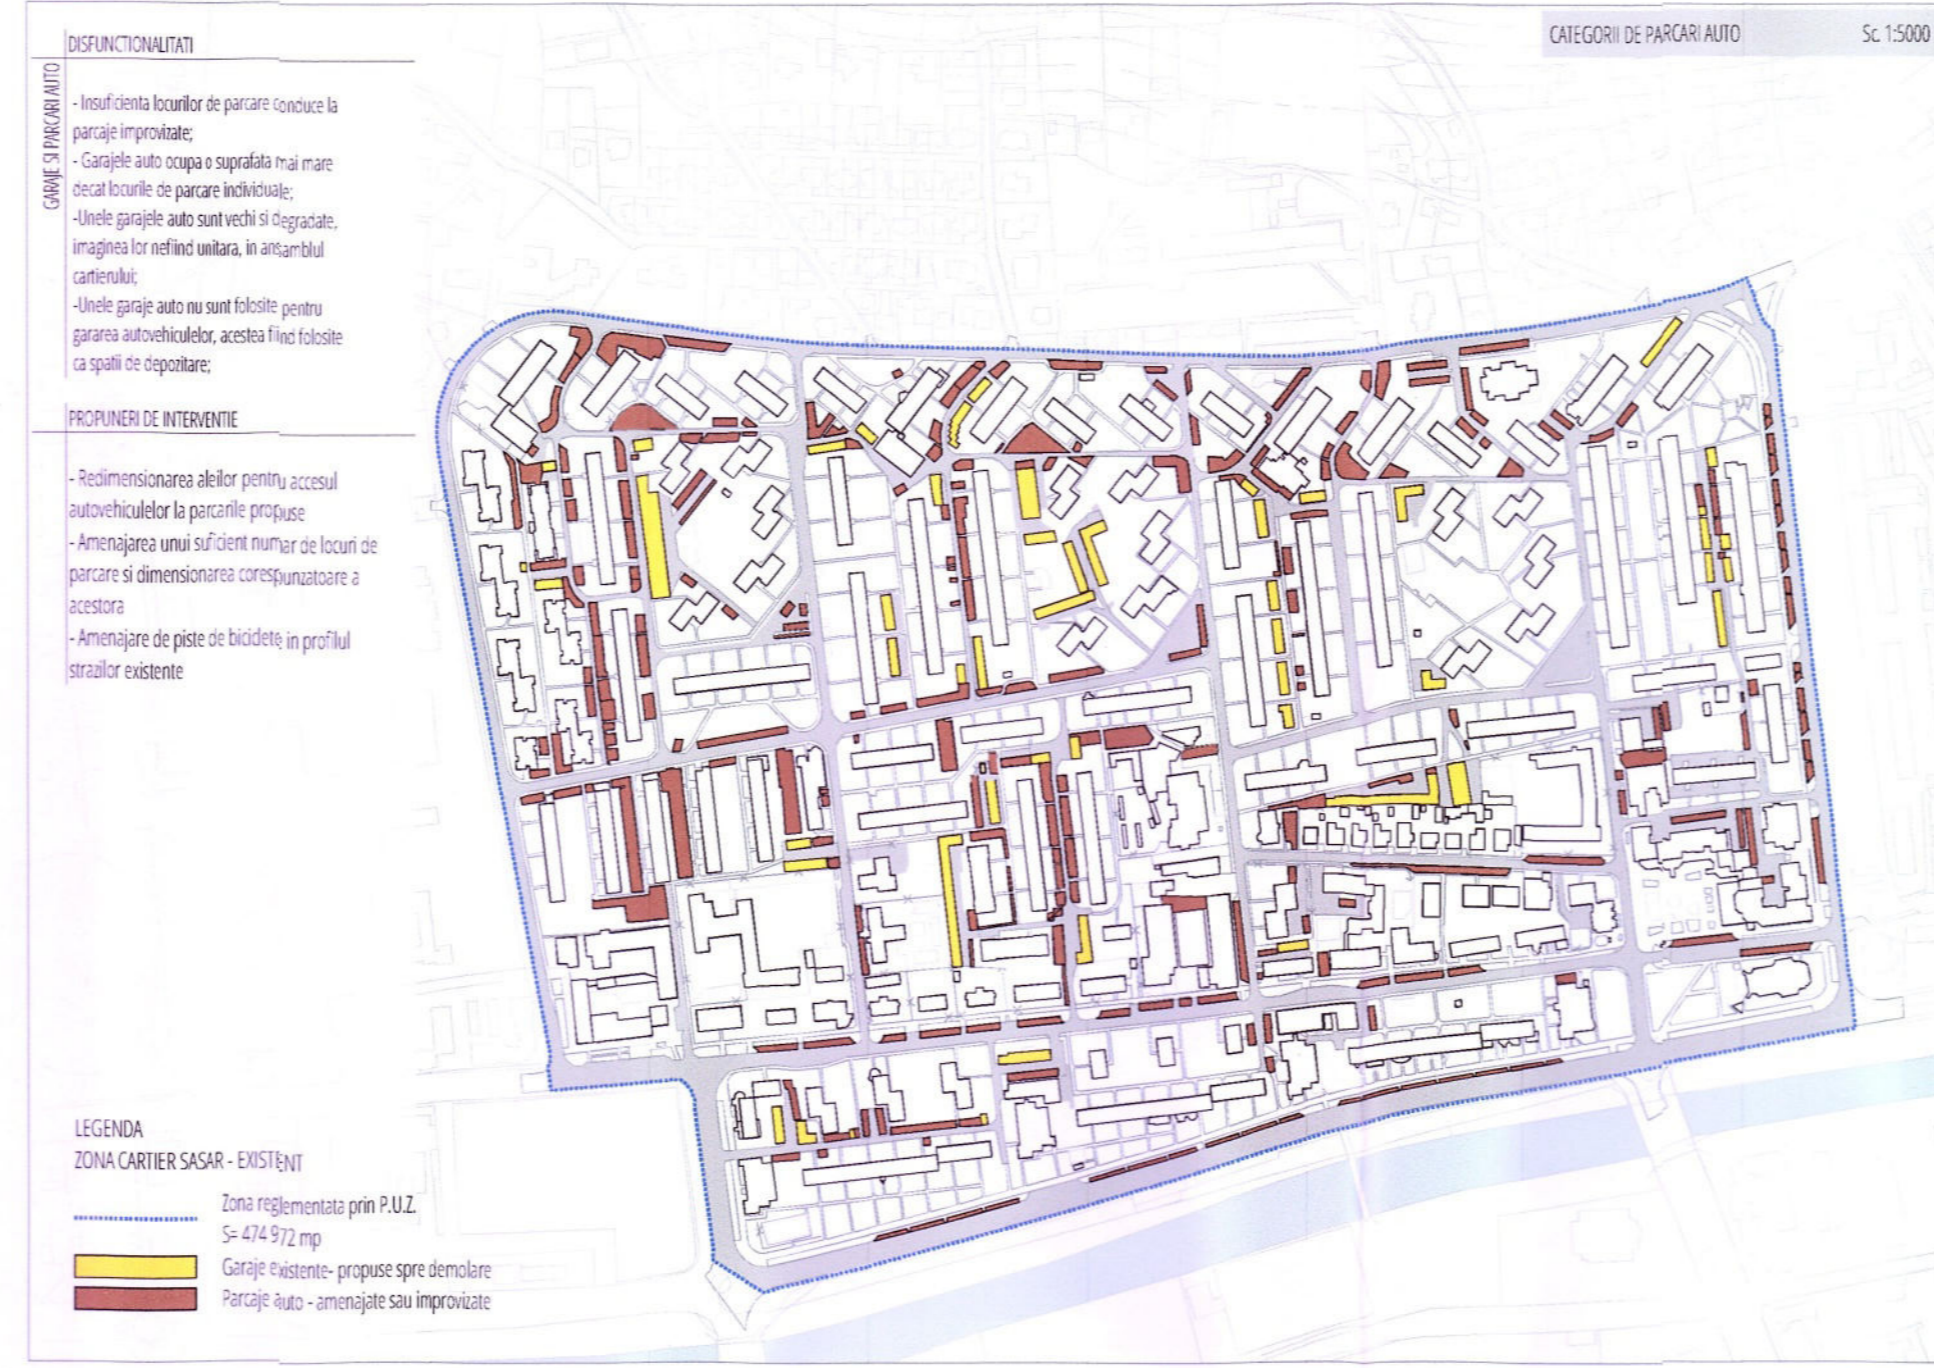 CATEGORII DE PARCARI AUTO
Sc. 1:5000
DISFUNCTIONALITATI
GARAJE SI PARCARI AUTO
- Insuficienta locurilor de parcare conduce la
parcaje improvizate;
- Garajele auto ocupa o suprafata mai mare
decat locurile de parcare individuale;
-Unele garajele auto sunt vechi si degradate,
imaginea lor nefiind unitara, in ansamblul
cartierului;
-Unele garaje auto nu sunt folosite pentru
gararea autovehiculelor, acestea fiind folosite
ca spatii de depozitare;
PROPUNERI DE INTERVENTIE
- Redimensionarea aleilor pentru accesul
autovehiculelor la parcarile propuse
- Amenajarea unui suficient numar de locuri de
parcare si dimensionarea corespunzatoare a
acestora
- Amenajare de piste de biciclete in profilul
strazilor existente
LEGENDA
ZONA CARTIER SASAR - EXISTENT
Zona reglementata prin P.U.Z.
S= 474 972 mp
Garaje existente- propuse spre demolare
Parcaje auto - amenajate sau improvizate